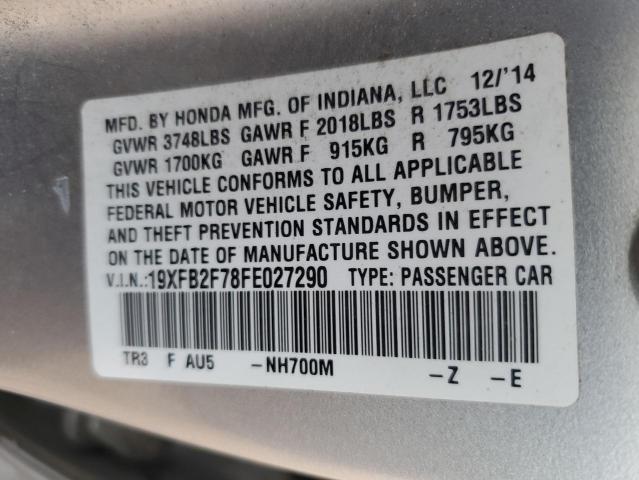 MFD. BY HONDA MFG. OF INDIANA, LLC 12/'14
GVWR 3748LBS GAWR F 2018LBS R 1753LBS
GVWR 1700KG GAWR F 915KG R 795KG
THIS VEHICLE CONFORMS TO ALL APPLICABLE
FEDERAL MOTOR VEHICLE SAFETY, BUMPER,
AND THEFT PREVENTION STANDARDS IN EFFECT
ON THE DATE OF MANUFACTURE SHOWN ABOVE.
V.I.N.:19XFB2F78FE027290 TYPE: PASSENGER CAR
TR3 F AU5 -NH700M -Z -E